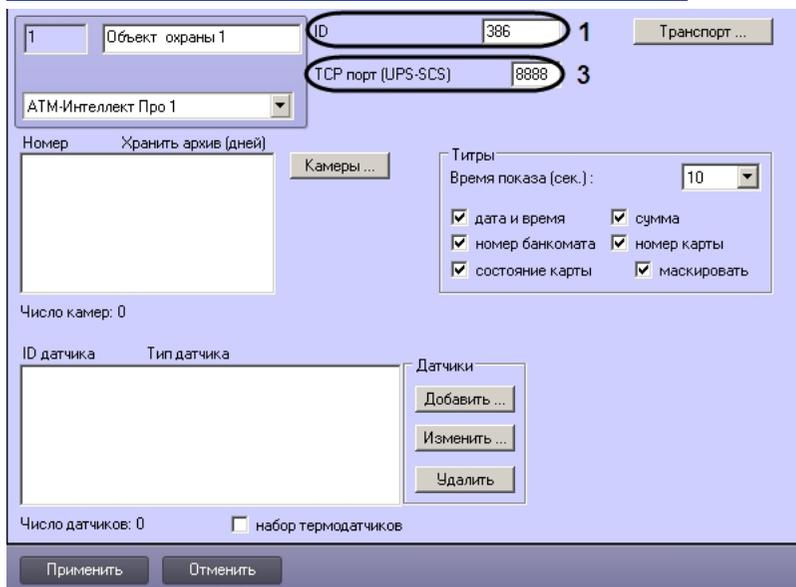 1 Объект охраны 1 ID 386 1 Транспорт ...
TCP порт (UPS-SCS) 8888 3
АТМ-Интеллект Про 1
Номер Хранить архив (дней)
Камеры ...
Титры
Время показа (сек.) : 10
дата и время сумма
номер банкомата номер карты
состояние карты маскировать
Число камер: 0
ID датчика Тип датчика
Датчики
Добавить ...
Изменить ...
Удалить
Число датчиков: 0 набор термодатчиков
Применить Отменить